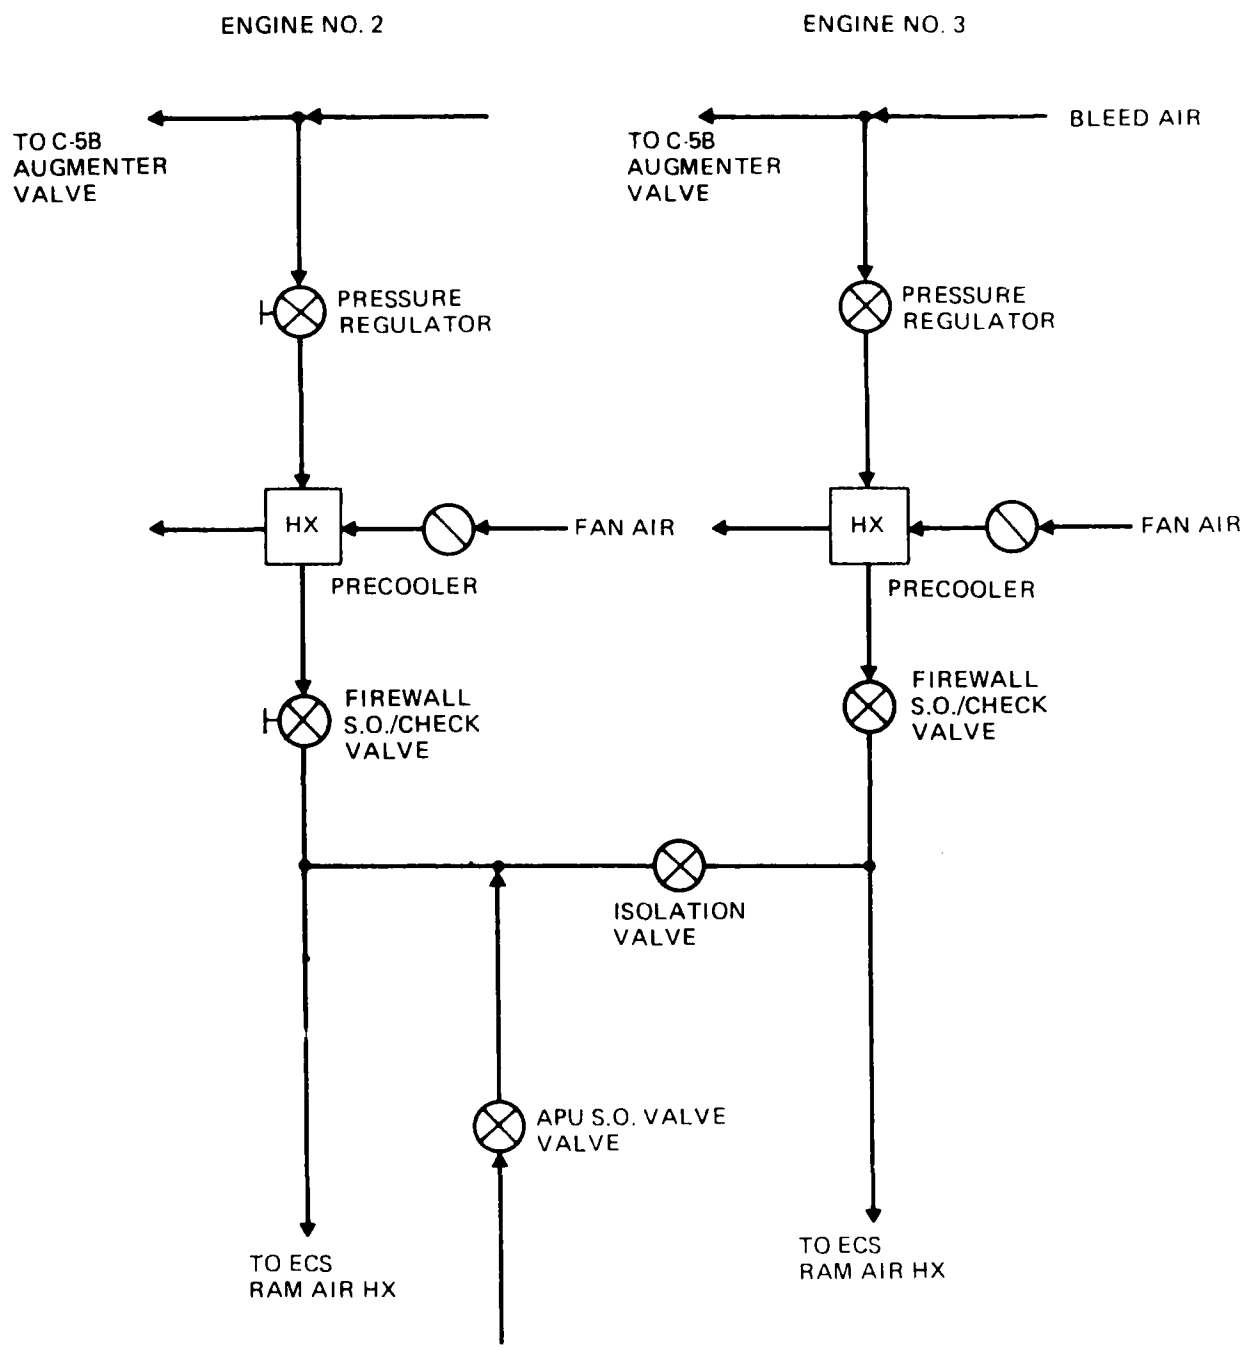 ENGINE NO. 2
ENGINE NO. 3
BLEED AIR
TO C-5B
AUGMENTER
VALVE
TO C-5B
AUGMENTER
VALVE
PRESSURE
REGULATOR
PRESSURE
REGULATOR
HX
FAN AIR
HX
FAN AIR
PRECOOLER
PRECOOLER
FIREWALL
S.O./CHECK
VALVE
FIREWALL
S.O./CHECK
VALVE
ISOLATION
VALVE
APU S.O. VALVE
VALVE
TO ECS
RAM AIR HX
TO ECS
RAM AIR HX